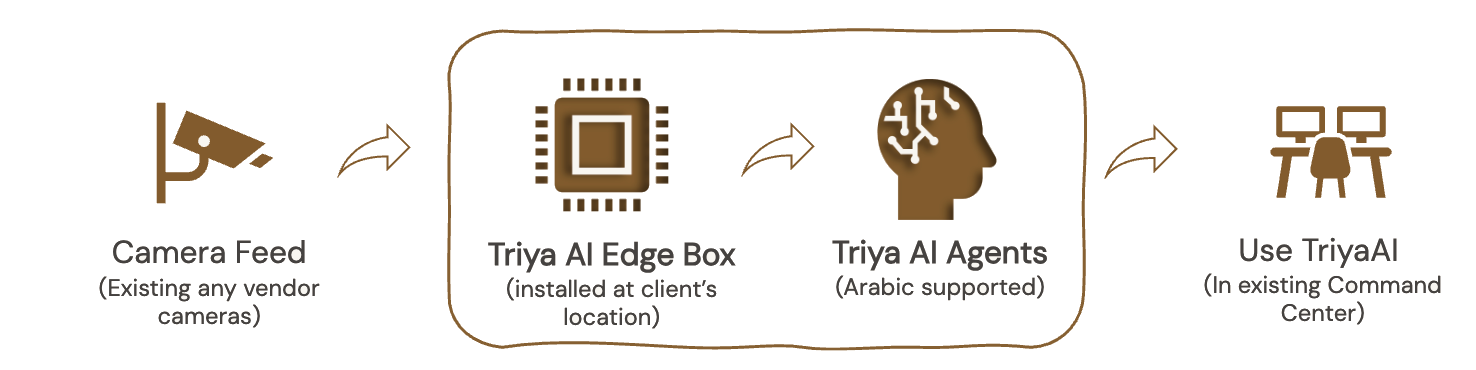 Camera Feed
(Existing any vendor
cameras)
Triya AI Edge Box
(installed at client's
location)
Triya AI Agents
(Arabic supported)
Use TriyaAI
(In existing Command
Center)